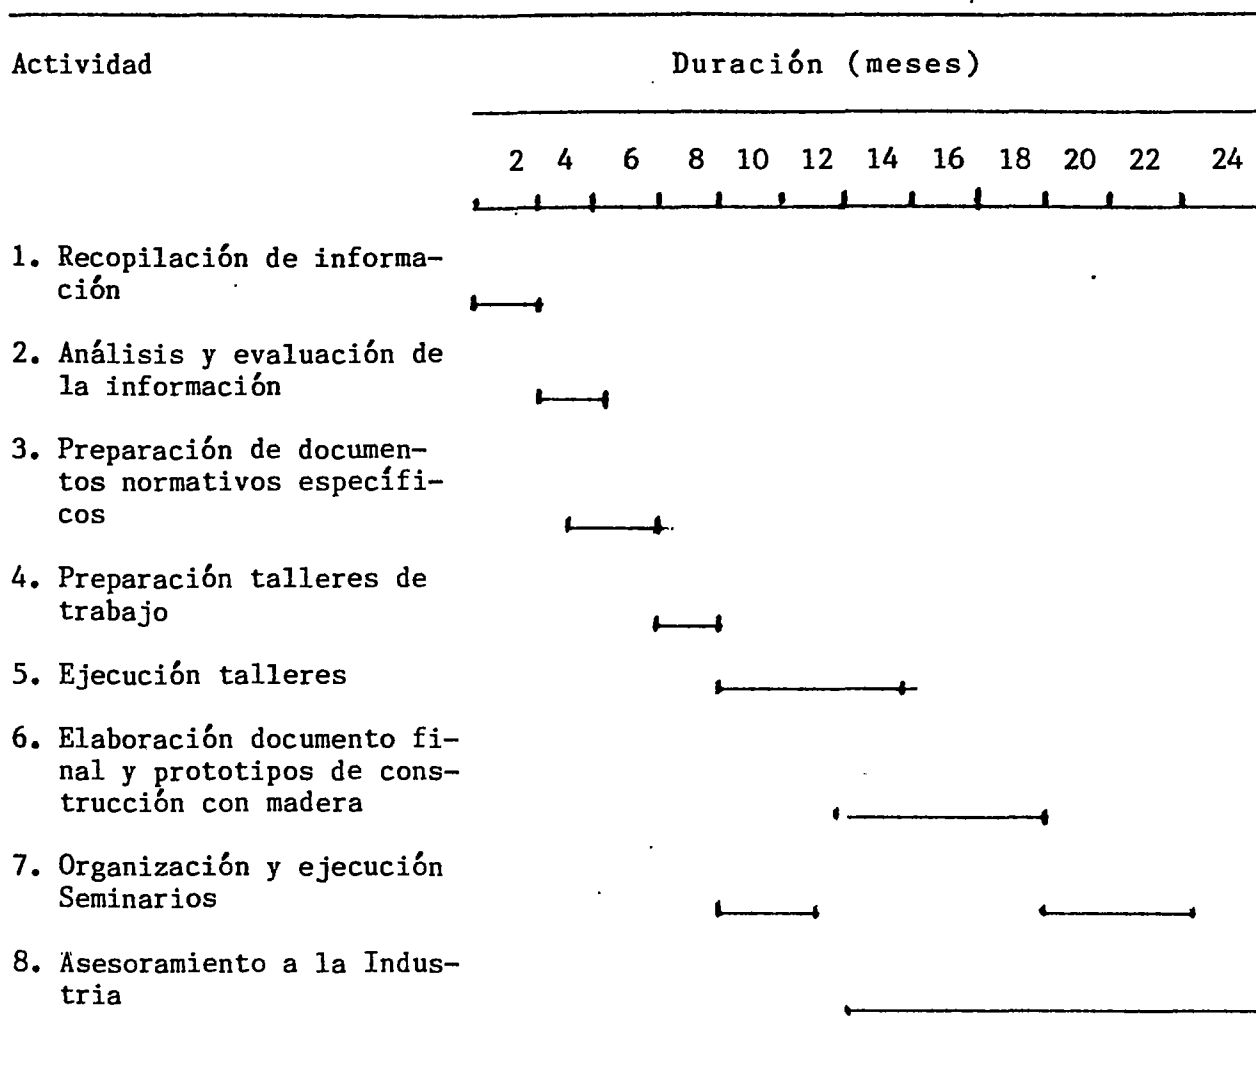 Actividad Duración (meses)
2 4 6 8 10 12 14 16 18 20 22 24
1. Recopilación de informa-
ción
2. Análisis y evaluación de
la información
3. Preparación de documen-
tos normativos específi-
cos
4. Preparación talleres de
trabajo
5. Ejecución talleres
6. Elaboración documento fi-
nal y prototipos de cons-
trucción con madera
7. Organización y ejecución
Seminarios
8. Asesoramiento a la Indus-
tria